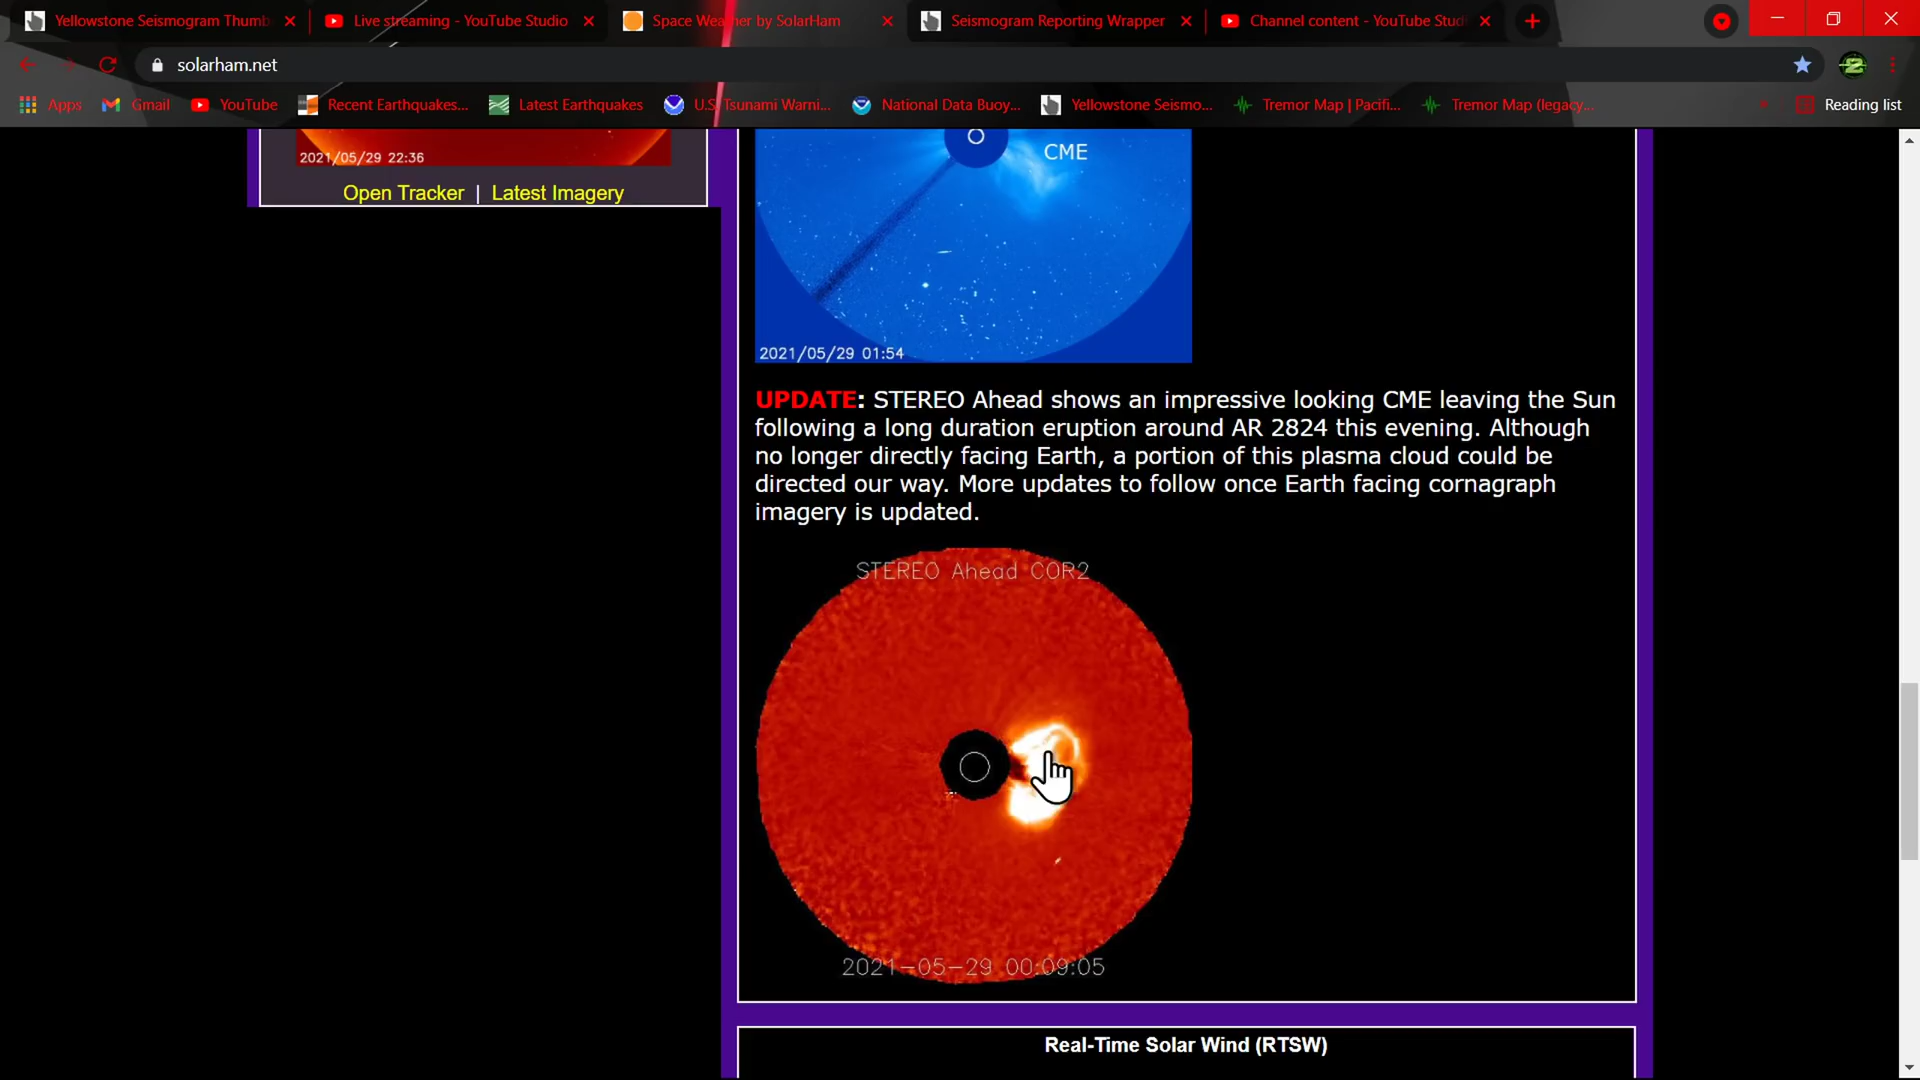 Yellowstone Seismogram Thumb
Live streaming - YouTube Studio
Space Weather by SolarHam
Seismogram Reporting Wrapper
Channel content - YouTube Stud
solarham.net
Apps
Gmail
YouTube
Recent Earthquakes...
Latest Earthquakes
U.S. Tsunami Warni...
National Data Buoy...
Yellowstone Seismo...
Tremor Map | Pacifi...
Tremor Map (legacy...
Reading list
2021/05/29 22:36
Open Tracker | Latest Imagery
CME
2021/05/29 01:54
UPDATE: STEREO Ahead shows an impressive looking CME leaving the Sun
following a long duration eruption around AR 2824 this evening. Although
no longer directly facing Earth, a portion of this plasma cloud could be
directed our way. More updates to follow once Earth facing cornagraph
imagery is updated.
STEREO Ahead COR2
2021-05-29 00:09:05
Real-Time Solar Wind (RTSW)